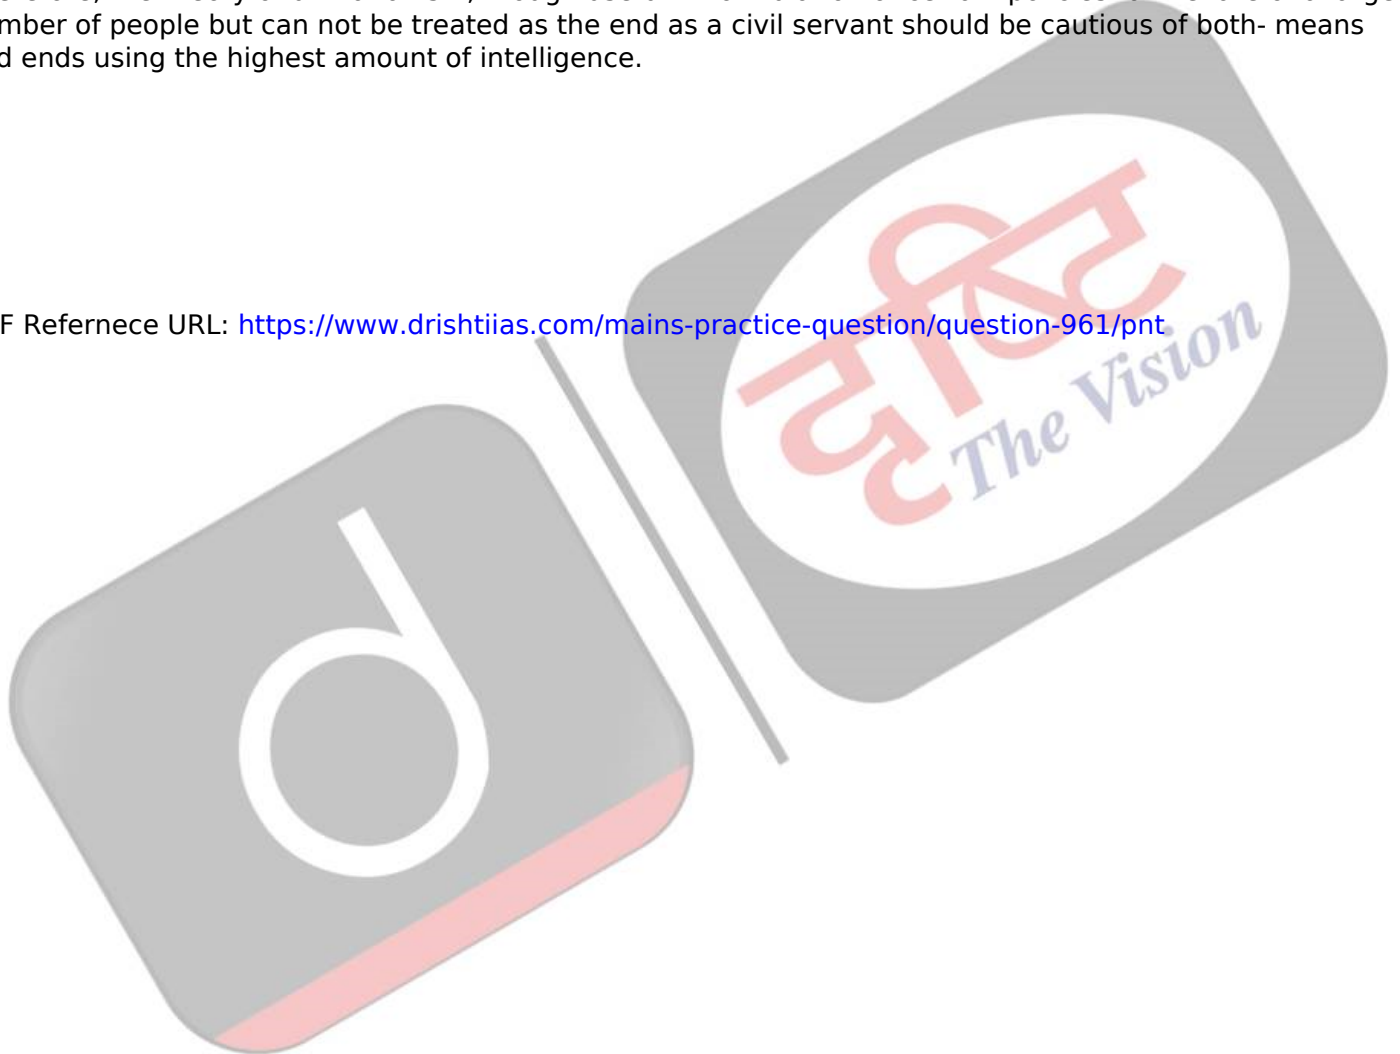 mber of people but can not be treated as the end as a civil servant should be cautious of both- means
d ends using the highest amount of intelligence.
F Refernece URL: https://www.drishtiias.com/mains-practice-question/question-961/pnt
दृष्टि
The Vision
d